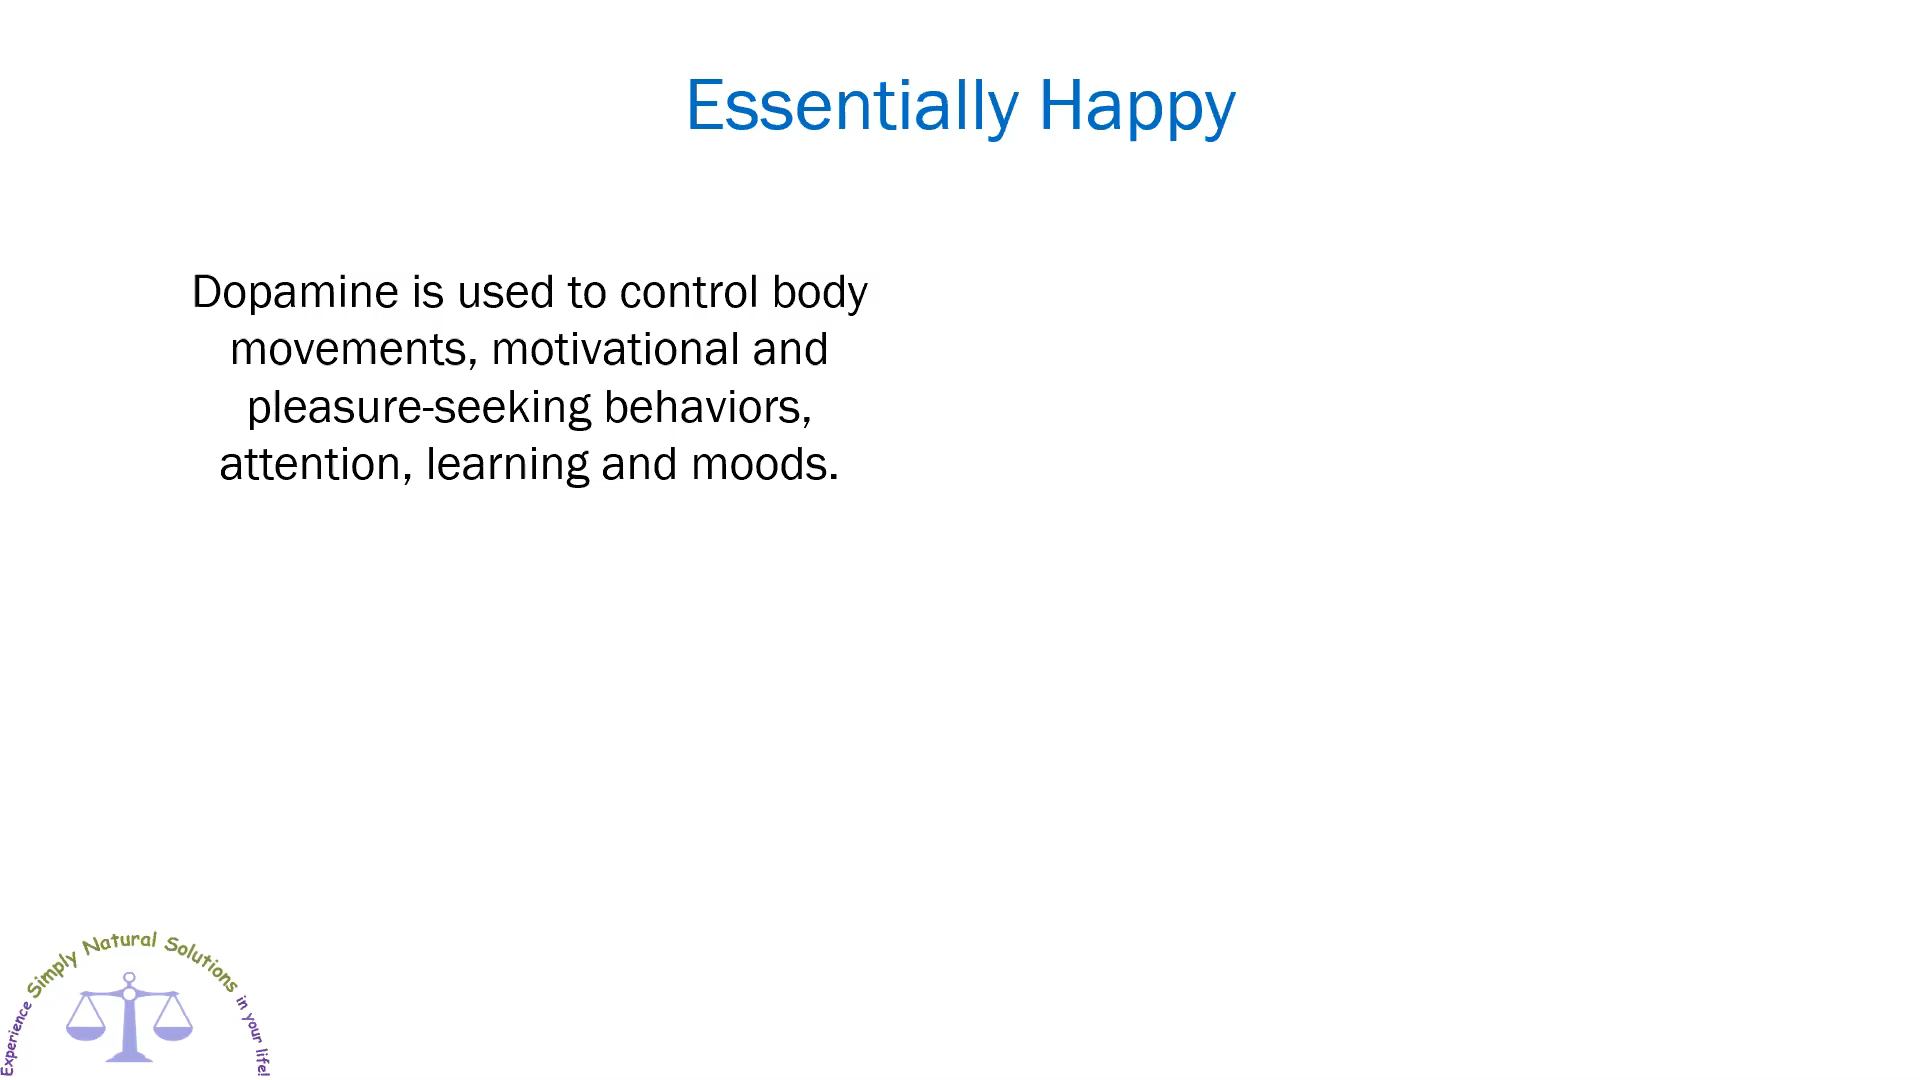 Essentially Happy
Dopamine is used to control body
movements, motivational and
pleasure-seeking behaviors,
attention, learning and moods.
Experience Simply Natural Solutions in your life!